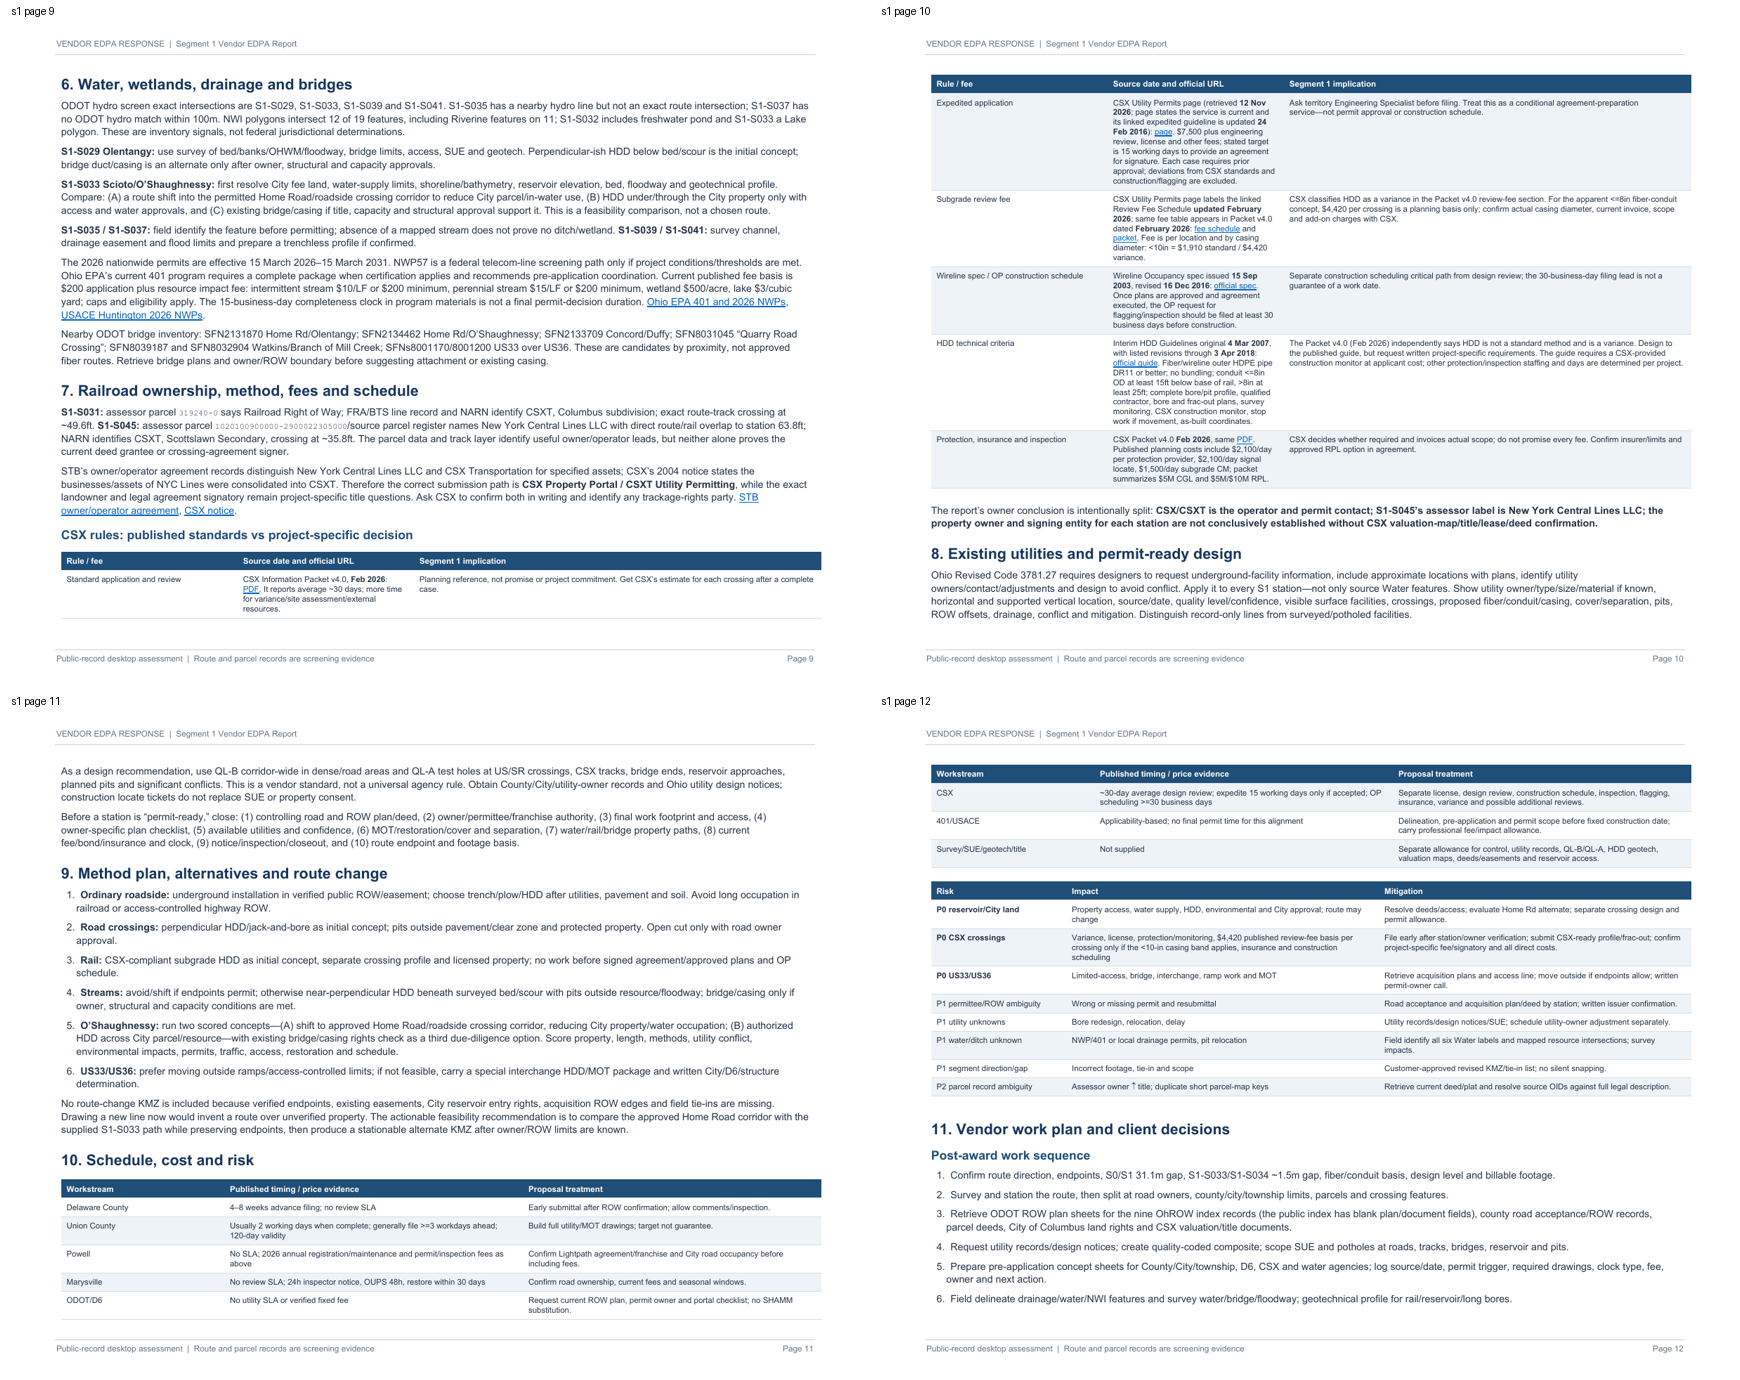 s1 page 9
VENDOR EDPA RESPONSE | Segment 1 Vendor EDPA Report
6. Water, wetlands, drainage and bridges
ODOT hydro screen exact intersections are S1-S029, S1-S033, S1-S039 and S1-S041. S1-S035 has a nearby hydro line but not an exact route intersection; S1-S037 has
no ODOT hydro match within 100m. NWI polygons intersect 12 of 19 features, including Riverine features on 11; S1-S032 includes freshwater pond and S1-S033 a Lake
polygon. These are inventory signals, not federal jurisdictional determinations.
S1-S029 Olentangy: use survey of bed/banks/OHWM/floodway, bridge limits, access, SUE and geotech. Perpendicular-ish HDD below bed/scour is the initial concept;
bridge duct/casing is an alternate only after owner, structural and capacity approvals.
S1-S033 Scioto/O'Shaughnessy: first resolve City fee land, water-supply limits, shoreline/bathymetry, reservoir elevation, bed, floodway and geotechnical profile.
Compare: (A) a route shift into the permitted Home Road/roadside crossing corridor to reduce City parcel/in-water use, (B) HDD under/through the City property only with
access and water approvals, and (C) existing bridge/casing if title, capacity and structural approval support it. This is a feasibility comparison, not a chosen route.
S1-S035 / S1-S037: field identify the feature before permitting; absence of a mapped stream does not prove no ditch/wetland. S1-S039 / S1-S041: survey channel,
drainage easement and flood limits and prepare a trenchless profile if confirmed.
The 2026 nationwide permits are effective 15 March 2026–15 March 2031. NWP57 is a federal telecom-line screening path only if project conditions/thresholds are met.
Ohio EPA's current 401 program requires a complete package when certification applies and recommends pre-application coordination. Current published fee basis is
$200 application plus resource impact fee: intermittent stream $10/LF or $200 minimum, perennial stream $15/LF or $200 minimum, wetland $500/acre, lake $3/cubic
yard; caps and eligibility apply. The 15-business-day completeness clock in program materials is not a final permit-decision duration. Ohio EPA 401 and 2026 NWPs,
USACE Huntington 2026 NWPs.
Nearby ODOT bridge inventory: SFN2131870 Home Rd/Olentangy; SFN2134462 Home Rd/O'Shaughnessy; SFN2133709 Concord/Duffy; SFN8031045 “Quarry Road
Crossing”; SFN8039187 and SFN8032904 Watkins/Branch of Mill Creek; SFNs8001170/8001200 US33 over US36. These are candidates by proximity, not approved
fiber routes. Retrieve bridge plans and owner/ROW boundary before suggesting attachment or existing casing.
7. Railroad ownership, method, fees and schedule
S1-S031: assessor parcel 319240-0 says Railroad Right of Way; FRA/BTS line record and NARN identify CSXT, Columbus subdivision; exact route-track crossing at
~49.6ft. S1-S045: assessor parcel 1020100900000-2900022305000/source parcel register names New York Central Lines LLC with direct route/rail overlap to station 63.8ft;
NARN identifies CSXT, Scottslawn Secondary, crossing at ~35.8ft. The parcel data and track layer identify useful owner/operator leads, but neither alone proves the
current deed grantee or crossing-agreement signer.
STB's owner/operator agreement records distinguish New York Central Lines LLC and CSX Transportation for specified assets; CSX's 2004 notice states the
businesses/assets of NYC Lines were consolidated into CSXT. Therefore the correct submission path is CSX Property Portal / CSXT Utility Permitting, while the exact
landowner and legal agreement signatory remain project-specific title questions. Ask CSX to confirm both in writing and identify any trackage-rights party. STB
owner/operator agreement, CSX notice.
CSX rules: published standards vs project-specific decision
Rule / fee
Source date and official URL
Segment 1 implication
Standard application and review
CSX Information Packet v4.0, Feb 2026:
PDF. It reports average ~30 days; more time
for variance/site assessment/external
resources.
Planning reference, not promise or project commitment. Get CSX's estimate for each crossing after a complete
case.
Public-record desktop assessment | Route and parcel records are screening evidence
Page 9
s1 page 10
VENDOR EDPA RESPONSE | Segment 1 Vendor EDPA Report
Rule / fee
Source date and official URL
Segment 1 implication
Expedited application
CSX Utility Permits page (retrieved 12 Nov
2026; page states the service is current and
its linked expedited guideline is updated 24
Feb 2016): page. $7,500 plus engineering
review, license and other fees; stated target
is 15 working days to provide an agreement
for signature. Each case requires prior
approval; deviations from CSX standards and
construction/flagging are excluded.
Ask territory Engineering Specialist before filing. Treat this as a conditional agreement-preparation
service—not permit approval or construction schedule.
Subgrade review fee
CSX Utility Permits page labels the linked
Review Fee Schedule updated February
2026; same fee table appears in Packet v4.0
dated February 2026: fee schedule and
packet. Fee is per location and by casing
diameter: <10in = $1,910 standard / $4,420
variance.
CSX classifies HDD as a variance in the Packet v4.0 review-fee section. For the apparent <=8in fiber-conduit
concept, $4,420 per crossing is a planning basis only; confirm actual casing diameter, current invoice, scope
and add-on charges with CSX.
Wireline spec / OP construction schedule
Wireline Occupancy spec issued 15 Sep
2003, revised 16 Dec 2016: official spec.
Once plans are approved and agreement
executed, the OP request for
flagging/inspection should be filed at least 30
business days before construction.
Separate construction scheduling critical path from design review; the 30-business-day filing lead is not a
guarantee of a work date.
HDD technical criteria
Interim HDD Guidelines original 4 Mar 2007,
with listed revisions through 3 Apr 2018:
official guide. Fiber/wireline outer HDPE pipe
DR11 or better; no bundling; conduit <=8in
OD at least 15ft below base of rail, >8in at
least 25ft; complete bore/pit profile, qualified
contractor, bore and frac-out plans, survey
monitoring, CSX construction monitor, stop
work if movement, as-built coordinates.
The Packet v4.0 (Feb 2026) independently says HDD is not a standard method and is a variance. Design to
the published guide, but request written project-specific requirements. The guide requires a CSX-provided
construction monitor at applicant cost; other protection/inspection staffing and days are determined per project.
Protection, insurance and inspection
CSX Packet v4.0 Feb 2026, same PDF.
Published planning costs include $2,100/day
per protection provider, $2,100/day signal
locate, $1,500/day subgrade CM; packet
summarizes $5M CGL and $5M/$10M RPL.
CSX decides whether required and invoices actual scope; do not promise every fee. Confirm insurer/limits and
approved RPL option in agreement.
The report's owner conclusion is intentionally split: CSX/CSXT is the operator and permit contact; S1-S045's assessor label is New York Central Lines LLC; the
property owner and signing entity for each station are not conclusively established without CSX valuation-map/title/lease/deed confirmation.
8. Existing utilities and permit-ready design
Ohio Revised Code 3781.27 requires designers to request underground-facility information, include approximate locations with plans, identify utility
owners/contact/adjustments and design to avoid conflict. Apply it to every S1 station—not only source Water features. Show utility owner/type/size/material if known,
horizontal and supported vertical location, source/date, quality level/confidence, visible surface facilities, crossings, proposed fiber/conduit/casing, cover/separation, pits,
ROW offsets, drainage, conflict and mitigation. Distinguish record-only lines from surveyed/potholed facilities.
Public-record desktop assessment | Route and parcel records are screening evidence
Page 10
s1 page 11
VENDOR EDPA RESPONSE | Segment 1 Vendor EDPA Report
As a design recommendation, use QL-B corridor-wide in dense/road areas and QL-A test holes at US/SR crossings, CSX tracks, bridge ends, reservoir approaches,
planned pits and significant conflicts. This is a vendor standard, not a universal agency rule. Obtain County/City/utility-owner records and Ohio utility design notices;
construction locate tickets do not replace SUE or property consent.
Before a station is “permit-ready,” close: (1) controlling road and ROW plan/deed, (2) owner/permittee/franchise authority, (3) final work footprint and access, (4)
owner-specific plan checklist, (5) available utilities and confidence, (6) MOT/restoration/cover and separation, (7) water/rail/bridge property paths, (8) current
fee/bond/insurance and clock, (9) notice/inspection/closeout, and (10) route endpoint and footage basis.
9. Method plan, alternatives and route change
1. Ordinary roadside: underground installation in verified public ROW/easement; choose trench/plow/HDD after utilities, pavement and soil. Avoid long occupation in
railroad or access-controlled highway ROW.
2. Road crossings: perpendicular HDD/jack-and-bore as initial concept; pits outside pavement/clear zone and protected property. Open cut only with road owner
approval.
3. Rail: CSX-compliant subgrade HDD as initial concept, separate crossing profile and licensed property; no work before signed agreement/approved plans and OP
schedule.
4. Streams: avoid/shift if endpoints permit; otherwise near-perpendicular HDD beneath surveyed bed/scour with pits outside resource/floodway; bridge/casing only if
owner, structural and capacity conditions are met.
5. O'Shaughnessy: run two scored concepts—(A) shift to approved Home Road/roadside crossing corridor, reducing City property/water occupation; (B) authorized
HDD across City parcel/resource—with existing bridge/casing rights check as a third due-diligence option. Score property, length, methods, utility conflict,
environmental impacts, permits, traffic, access, restoration and schedule.
6. US33/US36: prefer moving outside ramps/access-controlled limits; if not feasible, carry a special interchange HDD/MOT package and written City/D6/structure
determination.
No route-change KMZ is included because verified endpoints, existing easements, City reservoir entry rights, acquisition ROW edges and field tie-ins are missing.
Drawing a new line now would invent a route over unverified property. The actionable feasibility recommendation is to compare the approved Home Road corridor with the
supplied S1-S033 path while preserving endpoints, then produce a stationable alternate KMZ after owner/ROW limits are known.
10. Schedule, cost and risk
Workstream
Published timing / price evidence
Proposal treatment
Delaware County
4–8 weeks advance filing; no review SLA
Early submittal after ROW confirmation; allow comments/inspection.
Union County
Usually 2 working days when complete; generally file >=3 workdays ahead;
120-day validity
Build full utility/MOT drawings; target not guarantee.
Powell
No SLA; 2026 annual registration/maintenance and permit/inspection fees as
above
Confirm Lightpath agreement/franchise and City road occupancy before
including fees.
Marysville
No review SLA; 24h inspector notice, OUPS 48h, restore within 30 days
Confirm road ownership, current fees and seasonal windows.
ODOT/D6
No utility SLA or verified fixed fee
Request current ROW plan, permit owner and portal checklist; no SHAMM
substitution.
Public-record desktop assessment | Route and parcel records are screening evidence
Page 11
s1 page 12
VENDOR EDPA RESPONSE | Segment 1 Vendor EDPA Report
Workstream
Published timing / price evidence
Proposal treatment
CSX
~30-day average design review; expedite 15 working days only if accepted; OP
scheduling >=30 business days
Separate license, design review, construction schedule, inspection, flagging,
insurance, variance and possible additional reviews.
401/USACE
Applicability-based; no final permit time for this alignment
Delineation, pre-application and permit scope before fixed construction date;
carry professional fee/impact allowance.
Survey/SUE/geotech/title
Not supplied
Separate allowance for control, utility records, QL-B/QL-A, HDD geotech,
valuation maps, deeds/easements and reservoir access.
Risk
Impact
Mitigation
P0 reservoir/City land
Property access, water supply, HDD, environmental and City approval; route may
change
Resolve deeds/access; evaluate Home Rd alternate; separate crossing design and
permit allowance.
P0 CSX crossings
Variance, license, protection/monitoring, $4,420 published review-fee basis per
crossing only if the <10-in casing band applies, insurance and construction
scheduling
File early after station/owner verification; submit CSX-ready profile/frac-out; confirm
project-specific fee/signatory and all direct costs.
P0 US33/US36
Limited-access, bridge, interchange, ramp work and MOT
Retrieve acquisition plans and access line; move outside if endpoints allow; written
permit-owner call.
P1 permittee/ROW ambiguity
Wrong or missing permit and resubmittal
Road acceptance and acquisition plan/deed by station; written issuer confirmation.
P1 utility unknowns
Bore redesign, relocation, delay
Utility records/design notices/SUE; schedule utility-owner adjustment separately.
P1 water/ditch unknown
NWP/401 or local drainage permits, pit relocation
Field identify all six Water labels and mapped resource intersections; survey
impacts.
P1 segment direction/gap
Incorrect footage, tie-in and scope
Customer-approved revised KMZ/tie-in list; no silent snapping.
P2 parcel record ambiguity
Assessor owner ↑ title; duplicate short parcel-map keys
Retrieve current deed/plat and resolve source OIDs against full legal description.
11. Vendor work plan and client decisions
Post-award work sequence
1. Confirm route direction, endpoints, S0/S1 31.1m gap, S1-S033/S1-S034 ~1.5m gap, fiber/conduit basis, design level and billable footage.
2. Survey and station the route, then split at road owners, county/city/township limits, parcels and crossing features.
3. Retrieve ODOT ROW plan sheets for the nine OhROW index records (the public index has blank plan/document fields), county road acceptance/ROW records,
parcel deeds, City of Columbus land rights and CSX valuation/title documents.
4. Request utility records/design notices; create quality-coded composite; scope SUE and potholes at roads, tracks, bridges, reservoir and pits.
5. Prepare pre-application concept sheets for County/City/township, D6, CSX and water agencies; log source/date, permit trigger, required drawings, clock type, fee,
owner and next action.
6. Field delineate drainage/water/NWI features and survey water/bridge/floodway; geotechnical profile for rail/reservoir/long bores.
Public-record desktop assessment | Route and parcel records are screening evidence
Page 12